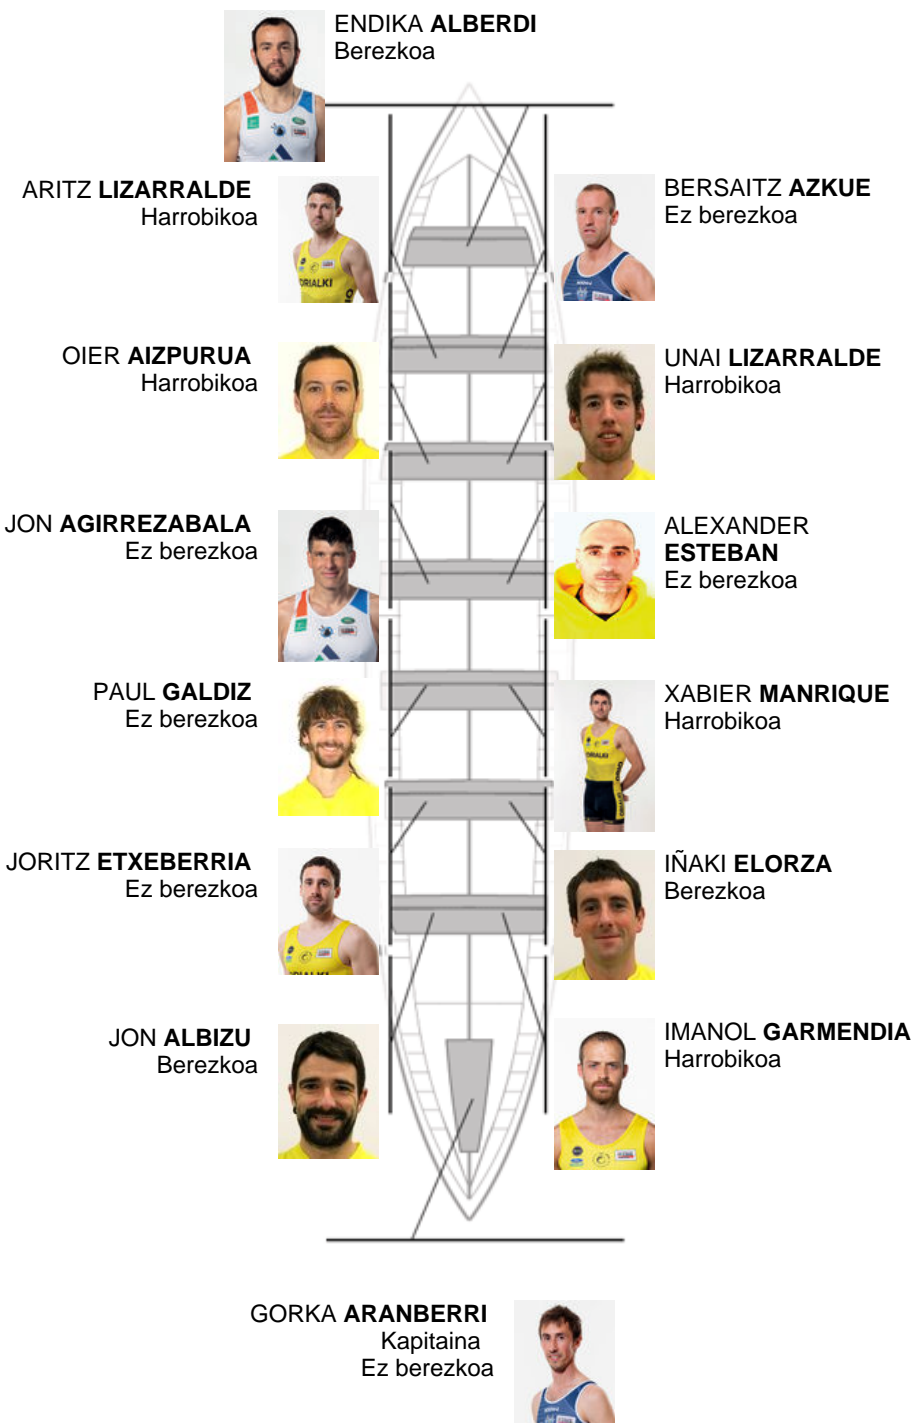 ENDIKA ALBERDI
Berezkoa
ARITZ LIZARRALDE
Harrobikoa
BERSAITZ AZKUE
Ez berezkoa
OIER AIZPURUA
Harrobikoa
UNAI LIZARRALDE
Harrobikoa
JON AGIRREZABALA
Ez berezkoa
ALEXANDER
ESTEBAN
Ez berezkoa
PAUL GALDIZ
Ez berezkoa
XABIER MANRIQUE
Harrobikoa
JORITZ ETXEBERRIA
Ez berezkoa
IÑAKI ELORZA
Berezkoa
JON ALBIZU
Berezkoa
IMANOL GARMENDIA
Harrobikoa
GORKA ARANBERRI
Kapitaina
Ez berezkoa